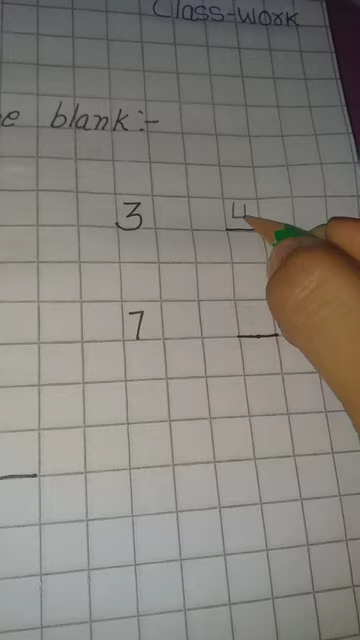 Class-work
e blank:-
3 4
7 _
_